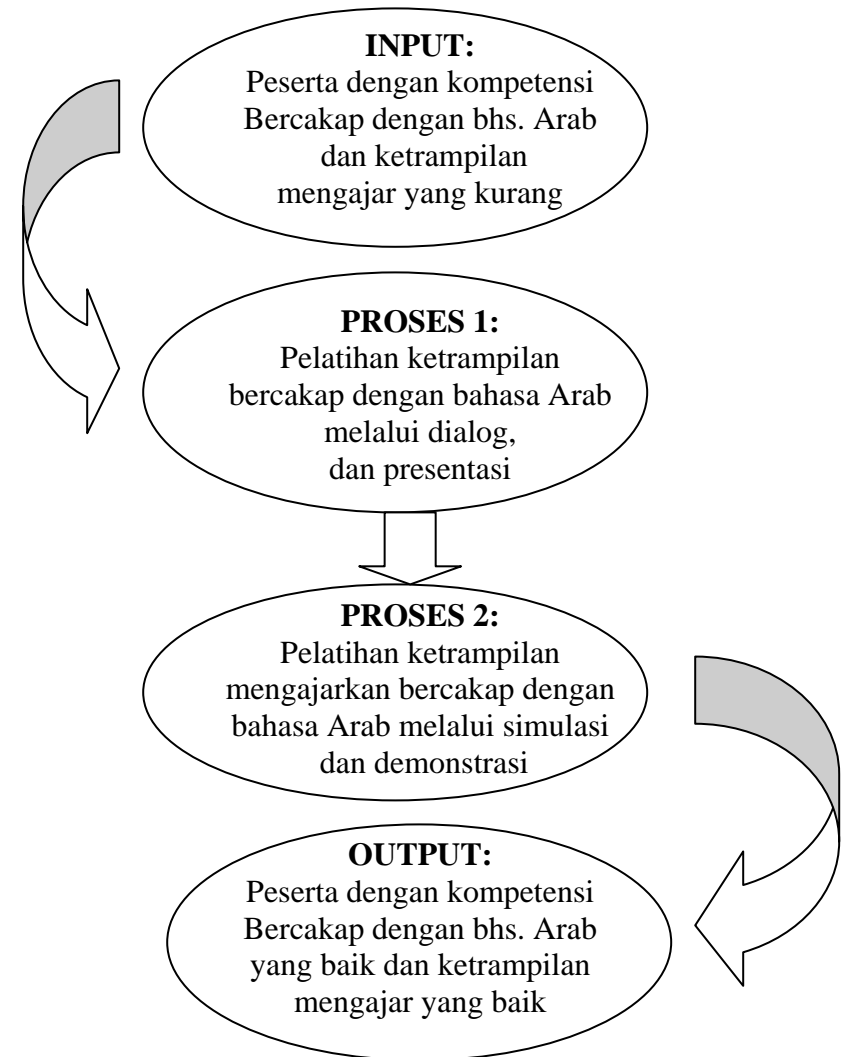 INPUT:
Peserta dengan kompetensi
Bercakap dengan bhs. Arab
dan ketrampilan
mengajar yang kurang
PROSES 1:
Pelatihan ketrampilan
bercakap dengan bahasa Arab
melalui dialog,
dan presentasi
PROSES 2:
Pelatihan ketrampilan
mengajarkan bercakap dengan
bahasa Arab melalui simulasi
dan demonstrasi
OUTPUT:
Peserta dengan kompetensi
Bercakap dengan bhs. Arab
yang baik dan ketrampilan
mengajar yang baik